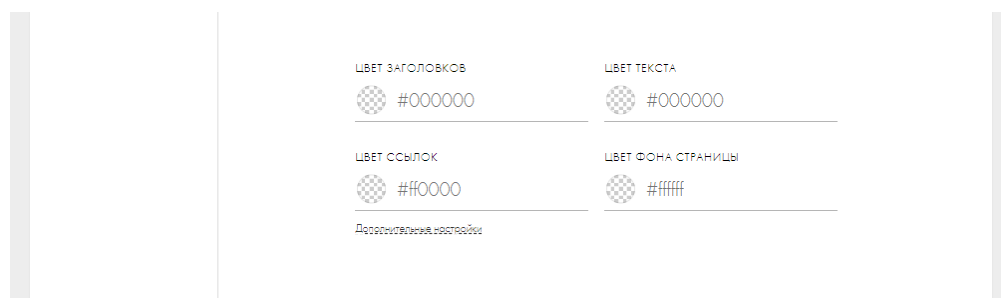 ЦВЕТ ЗАГОЛОВКОВ ЦВЕТ ТЕКСТА
#000000 #000000
ЦВЕТ ССЫЛОК ЦВЕТ ФОНА СТРАНИЦЫ
#ff0000 #ffffff
Дополнительные настройки